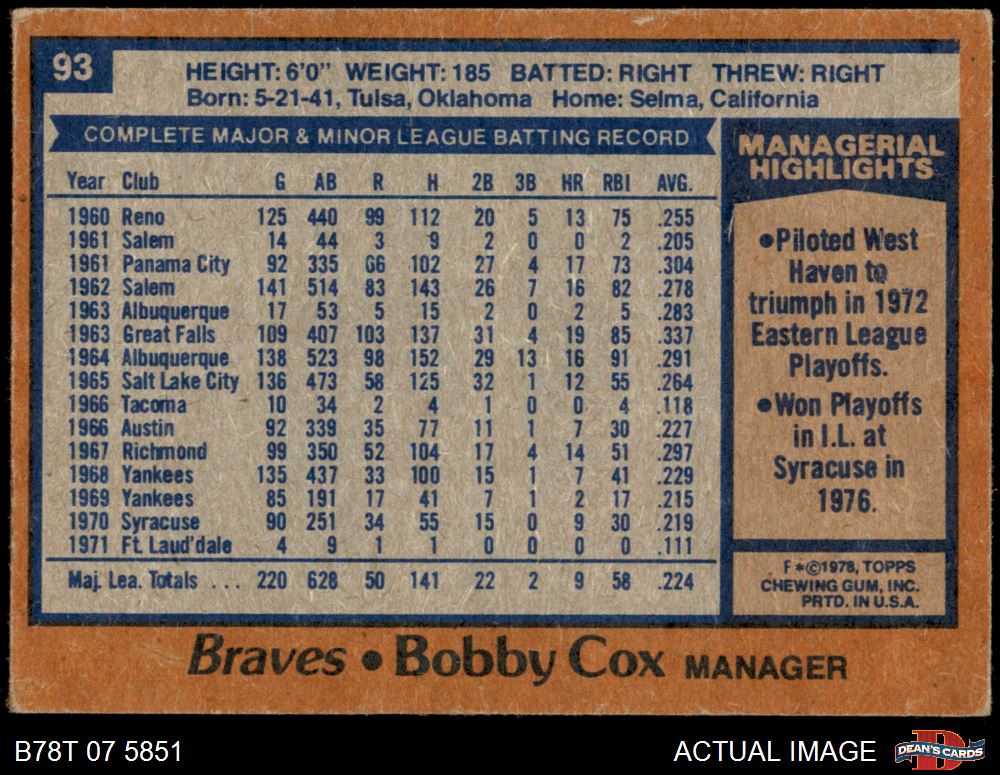 93
HEIGHT: 6'0" WEIGHT: 185 BATTED: RIGHT THREW: RIGHT
Born: 5-21-41, Tulsa, Oklahoma Home: Selma, California
COMPLETE MAJOR & MINOR LEAGUE BATTING RECORD
Year Club G AB R H 2B 3B HR RBI AVG.
1960 Reno 125 440 99 112 20 5 13 75 .255
1961 Salem 14 44 3 9 2 0 0 2 .205
1961 Panama City 92 335 66 102 27 4 17 73 .304
1962 Salem 141 514 83 143 26 7 16 82 .278
1963 Albuquerque 17 53 5 15 2 0 2 5 .283
1963 Great Falls 109 407 103 137 31 4 19 85 .337
1964 Albuquerque 138 523 98 152 29 13 16 91 .291
1965 Salt Lake City 136 473 58 125 32 1 12 55 .264
1966 Tacoma 10 34 2 4 1 0 0 4 .118
1966 Austin 92 339 35 77 11 1 7 30 .227
1967 Richmond 99 350 52 104 17 4 14 51 .297
1968 Yankees 135 437 33 100 15 1 7 41 .229
1969 Yankees 85 191 17 41 7 1 2 17 .215
1970 Syracuse 90 251 34 55 15 0 9 30 .219
1971 Ft. Laud'dale 4 9 1 1 0 0 0 0 .111
Maj. Lea. Totals ... 220 628 50 141 22 2 9 58 .224
MANAGERIAL
HIGHLIGHTS
•Piloted West
Haven to
triumph in 1972
Eastern League
Playoffs.
•Won Playoffs
in I.L. at
Syracuse in
1976.
F *©1978, TOPPS
CHEWING GUM, INC.
PRTD. IN U.S.A.
Braves • Bobby Cox MANAGER
B78T 07 5851
ACTUAL IMAGE
D
DEAN'S CARDS